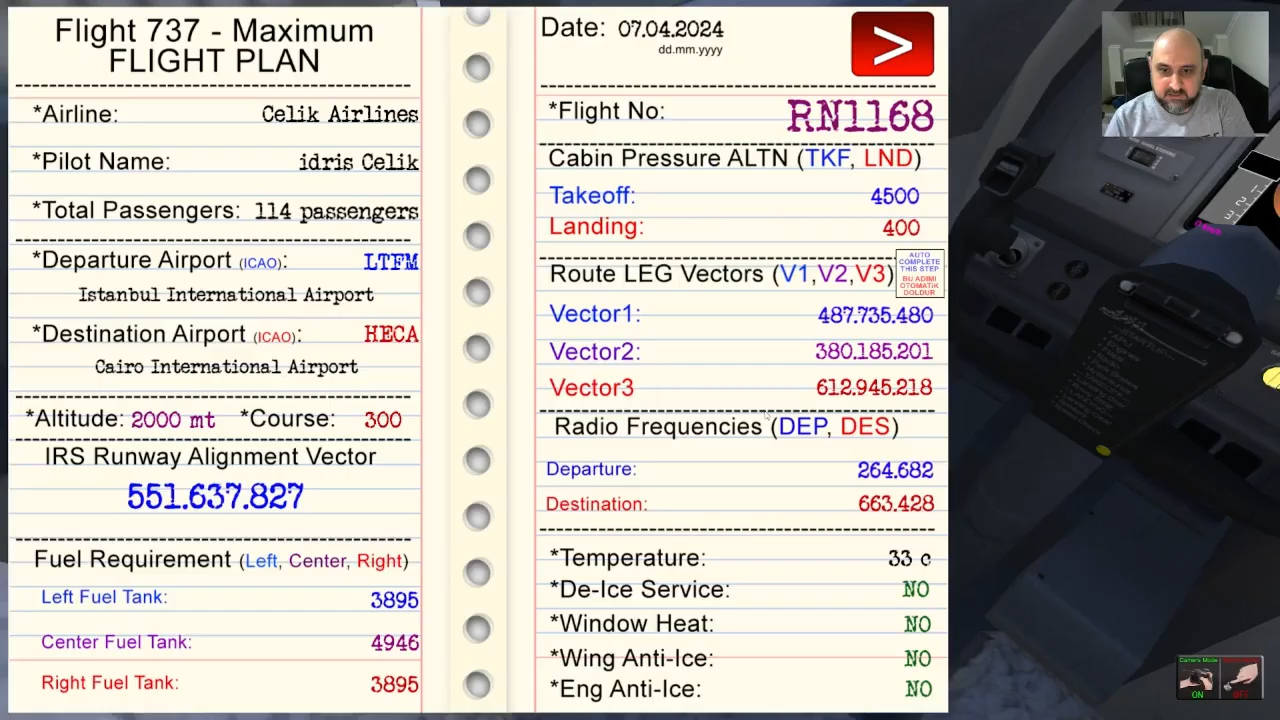 Flight 737 - Maximum
FLIGHT PLAN
*Airline: Celik Airlines
*Pilot Name: idris Celik
*Total Passengers: 114 passengers
*Departure Airport (ICAO): LTFM
Istanbul International Airport
*Destination Airport (ICAO): HECA
Cairo International Airport
*Altitude: 2000 mt *Course: 300
IRS Runway Alignment Vector
551.637.827
Fuel Requirement (Left, Center, Right)
Left Fuel Tank: 3895
Center Fuel Tank: 4946
Right Fuel Tank: 3895
Date: 07.04.2024
dd.mm.yyyy
>
*Flight No: RN1168
Cabin Pressure ALTN (TKF, LND)
Takeoff: 4500
Landing: 400
Route LEG Vectors (V1,V2,V3)
AUTO
COMPLETE
THIS STEP
BU ADIMI
OTOMATiK
DOLDUR
Vector1: 487.735.480
Vector2: 380.185.201
Vector3 612.945.218
Radio Frequencies (DEP, DES)
Departure: 264.682
Destination: 663.428
*Temperature: 33 c
*De-Ice Service: NO
*Window Heat: NO
*Wing Anti-Ice: NO
*Eng Anti-Ice: NO
Camera Mode
ON
OFF